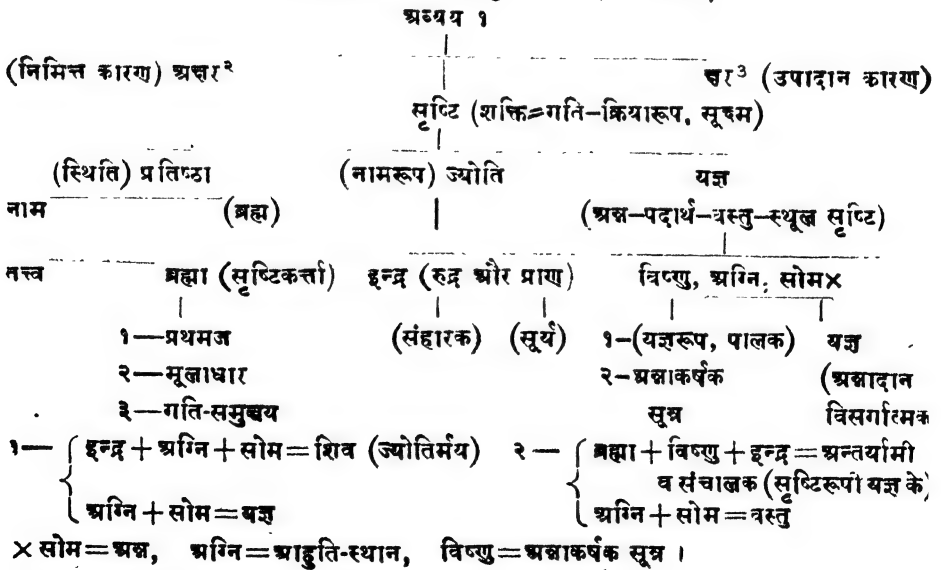 अव्यय १
(निमित्त कारण) अक्षर² क्षर³ (उपादान कारण)
सृष्टि (शक्ति=गति-क्रियारूप, सूक्ष्म)
(स्थिति) प्रतिष्ठा (नामरूप) ज्योति यज्ञ
नाम (ब्रह्म) (अन्न-पदार्थ-वस्तु-स्थूल सृष्टि)
तत्त्व ब्रह्मा (सृष्टिकर्त्ता) इन्द्र (रुद्र और प्राण) विष्णु, अग्नि, सोम×
१—प्रथमज (संहारक) (सूर्य) १-(यज्ञरूप, पालक) यज्ञ
२—मूलाधार २-अन्नाकर्षक (अन्नादान
३—गति-समुच्चय सूत्र विसर्गात्मक
१— इन्द्र+अग्नि+सोम=शिव (ज्योतिर्मय) २— ब्रह्मा+विष्णु+इन्द्र=अन्तर्यामी
व संचालक (सृष्टिरूपी यज्ञ के)
अग्नि+सोम=यज्ञ अग्नि+सोम=वस्तु
× सोम=अन्न, अग्नि=आहुति-स्थान, विष्णु=अन्नाकर्षक सूत्र ।